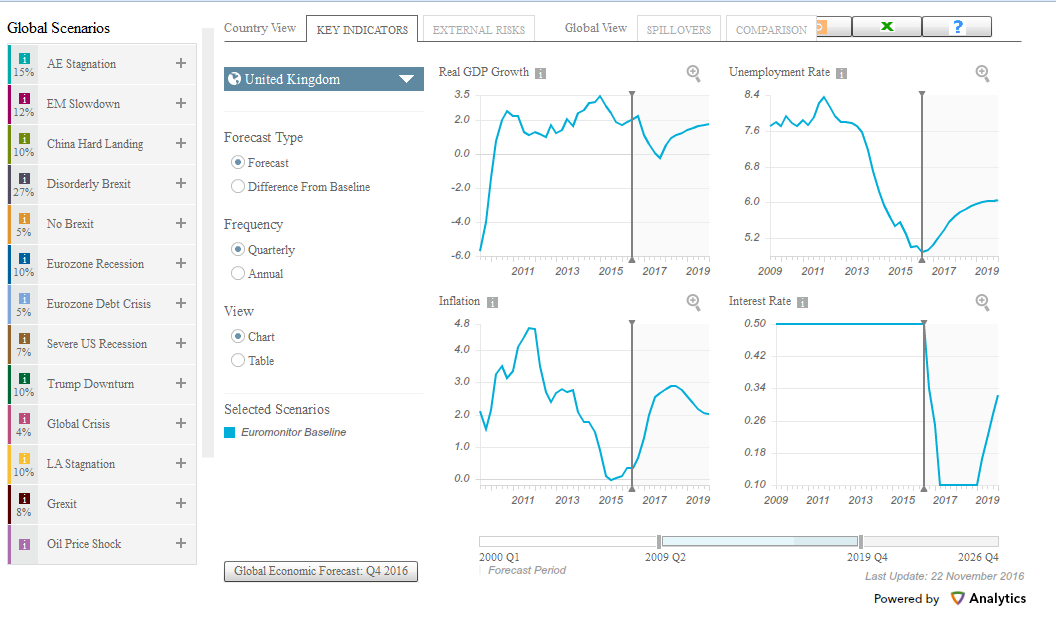 Global Scenarios
15% AE Stagnation +
12% EM Slowdown +
10% China Hard Landing +
27% Disorderly Brexit +
5% No Brexit +
10% Eurozone Recession +
5% Eurozone Debt Crisis +
7% Severe US Recession +
10% Trump Downturn +
4% Global Crisis +
10% LA Stagnation +
8% Grexit +
Oil Price Shock +
Country View KEY INDICATORS EXTERNAL RISKS Global View SPILLOVERS COMPARISON X ?
United Kingdom
Forecast Type
Forecast
Difference From Baseline
Frequency
Quarterly
Annual
View
Chart
Table
Selected Scenarios
Euromonitor Baseline
Global Economic Forecast: Q4 2016
Real GDP Growth i
3.5
2.0
0.0
-2.0
-4.0
-6.0
2011 2013 2015 2017 2019
Unemployment Rate i
8.4
7.6
6.8
6.0
5.2
2009 2011 2013 2015 2017 2019
Inflation i
4.8
4.0
3.0
2.0
1.0
0.0
2011 2013 2015 2017 2019
Interest Rate i
0.50
0.42
0.34
0.26
0.18
0.10
2009 2011 2013 2015 2017 2019
2000 Q1 2009 Q2 2019 Q4 2026 Q4
Forecast Period
Last Update: 22 November 2016
Powered by Analytics